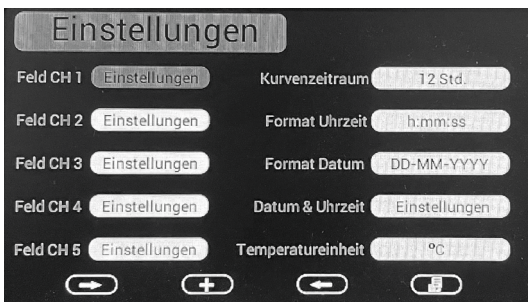 Einstellungen
Feld CH 1 Einstellungen Kurvenzeitraum 12 Std.
Feld CH 2 Einstellungen Format Uhrzeit h:mm:ss
Feld CH 3 Einstellungen Format Datum DD-MM-YYYY
Feld CH 4 Einstellungen Datum & Uhrzeit Einstellungen
Feld CH 5 Einstellungen Temperatureinheit °C